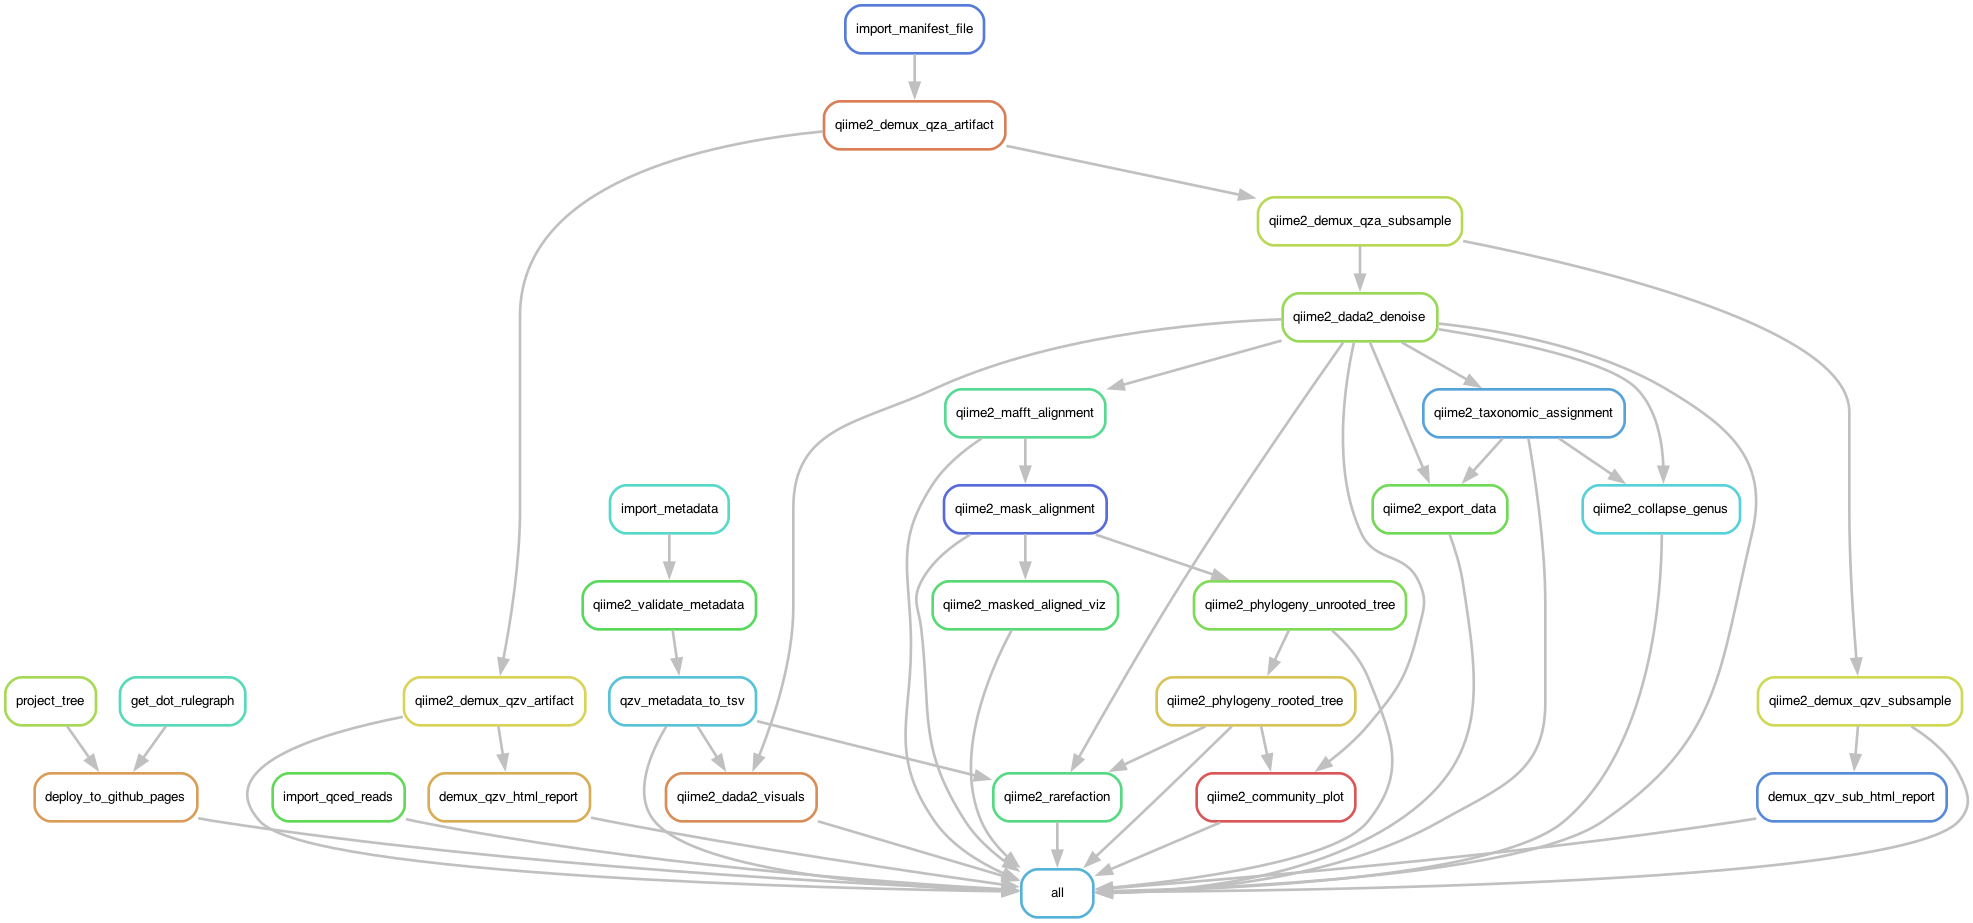 import_manifest_file
qiime2_demux_qza_artifact
qiime2_demux_qza_subsample
qiime2_dada2_denoise
qiime2_mafft_alignment
qiime2_taxonomic_assignment
import_metadata
qiime2_mask_alignment
qiime2_export_data
qiime2_collapse_genus
qiime2_validate_metadata
qiime2_masked_aligned_viz
qiime2_phylogeny_unrooted_tree
project_tree
get_dot_rulegraph
qiime2_demux_qzv_artifact
qzv_metadata_to_tsv
qiime2_phylogeny_rooted_tree
qiime2_demux_qzv_subsample
deploy_to_github_pages
import_qced_reads
demux_qzv_html_report
qiime2_dada2_visuals
qiime2_rarefaction
qiime2_community_plot
demux_qzv_sub_html_report
all